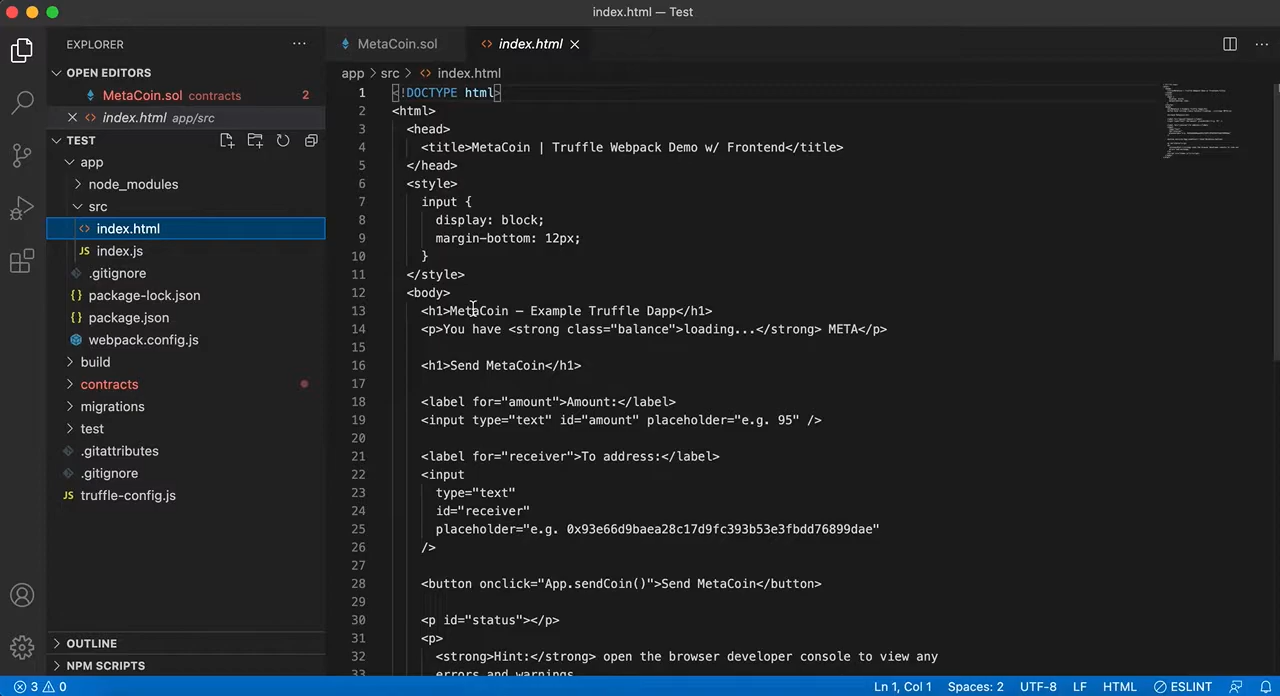 index.html — Test
EXPLORER
OPEN EDITORS
MetaCoin.sol contracts 2
index.html app/src
TEST
app
node_modules
src
index.html
JS index.js
.gitignore
{} package-lock.json
{} package.json
webpack.config.js
build
contracts
migrations
test
.gitattributes
.gitignore
JS truffle-config.js
OUTLINE
NPM SCRIPTS
MetaCoin.sol
<> index.html
app > src > <> index.html
1 <!DOCTYPE html>
2 <html>
3 <head>
4 <title>MetaCoin | Truffle Webpack Demo w/ Frontend</title>
5 </head>
6 <style>
7 input {
8 display: block;
9 margin-bottom: 12px;
10 }
11 </style>
12 <body>
13 <h1>MetaCoin — Example Truffle Dapp</h1>
14 <p>You have <strong class="balance">loading...</strong> META</p>
15
16 <h1>Send MetaCoin</h1>
17
18 <label for="amount">Amount:</label>
19 <input type="text" id="amount" placeholder="e.g. 95" />
20
21 <label for="receiver">To address:</label>
22 <input
23 type="text"
24 id="receiver"
25 placeholder="e.g. 0x93e66d9baea28c17d9fc393b53e3fbdd76899dae"
26 />
27
28 <button onclick="App.sendCoin()">Send MetaCoin</button>
29
30 <p id="status"></p>
31 <p>
32 <strong>Hint:</strong> open the browser developer console to view any
33 errors and warnings
3 0
Ln 1, Col 1 Spaces: 2 UTF-8 LF HTML ESLINT